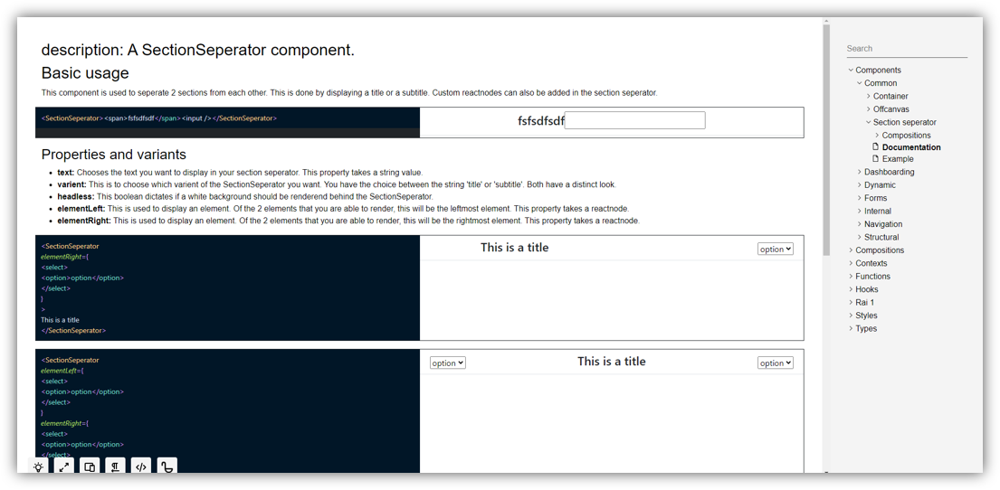 description: A SectionSeperator component.
Basic usage
This component is used to seperate 2 sections from each other. This is done by displaying a title or a subtitle. Custom reactnodes can also be added in the section seperator.
<SectionSeperator><span>fsfsdfsdf</span><input /></SectionSeperator>
fsfsdfsdf
Properties and variants
text: Chooses the text you want to display in your section seperator. This property takes a string value.
varient: This is to choose which varient of the SectionSeperator you want. You have the choice between the string 'title' or 'subtitle'. Both have a distinct look.
headless: This boolean dictates if a white background should be renderend behind the SectionSeperator.
elementLeft: This is used to display an element. Of the 2 elements that you are able to render, this will be the leftmost element. This property takes a reactnode.
elementRight: This is used to display an element. Of the 2 elements that you are able to render, this will be the rightmost element. This property takes a reactnode.
<SectionSeperator
elementRight={
<select>
<option>option</option>
</select>
}
>
This is a title
</SectionSeperator>
This is a title
option
<SectionSeperator
elementLeft={
<select>
<option>option</option>
</select>
}
elementRight={
<select>
<option>option</option>
</select>
option
This is a title
option
Search
Components
Common
Container
Offcanvas
Section seperator
Compositions
Documentation
Example
Dashboarding
Dynamic
Forms
Internal
Navigation
Structural
Compositions
Contexts
Functions
Hooks
Rai 1
Styles
Types